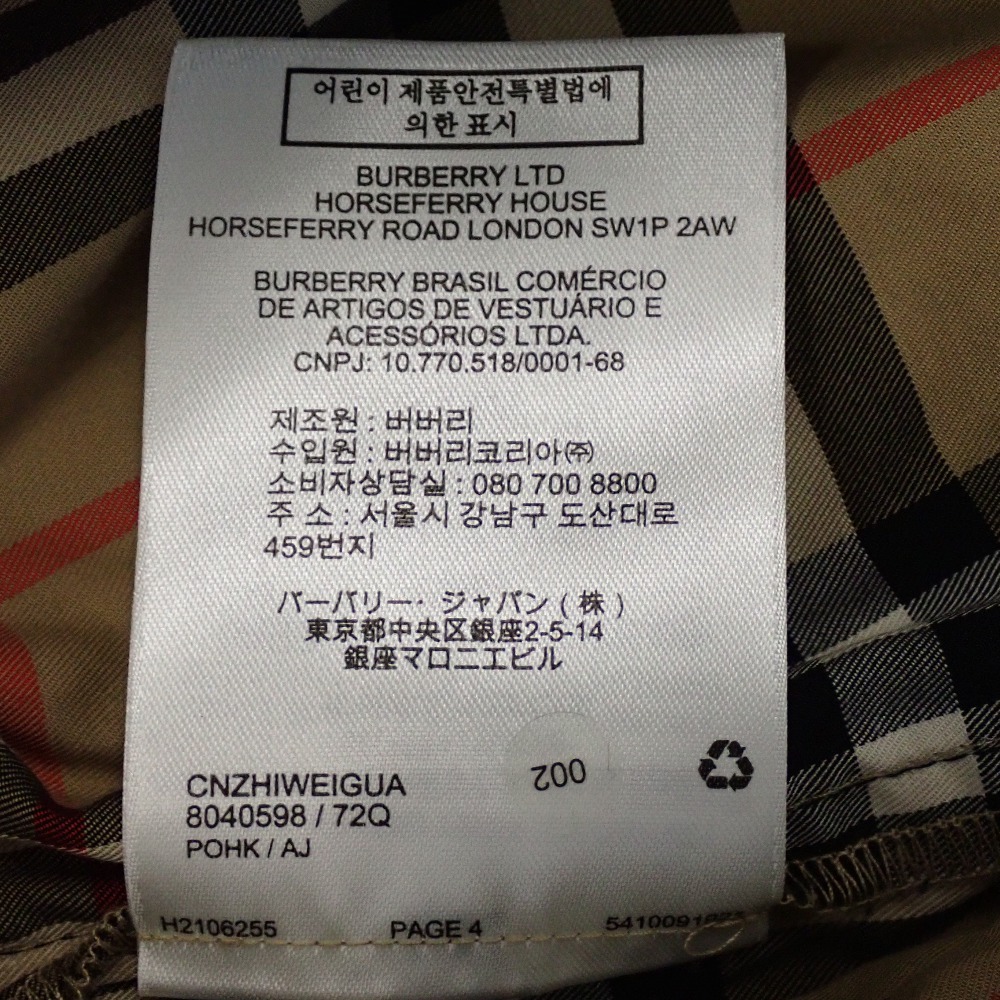 어린이 제품안전특별법에
의한 표시
BURBERRY LTD
HORSEFERRY HOUSE
HORSEFERRY ROAD LONDON SW1P 2AW
BURBERRY BRASIL COMÉRCIO
DE ARTIGOS DE VESTUÁRIO E
ACESSÓRIOS LTDA.
CNPJ: 10.770.518/0001-68
제조원 : 버버리
수입원 : 버버리코리아㈜
소비자상담실 : 080 700 8800
주 소 : 서울시 강남구 도산대로
459번지
バーバリー・ジャパン ( 株 )
東京都中央区銀座2-5-14
銀座マロニエビル
002
CNZHIWEIGUA
8040598 / 72Q
POHK / AJ
H2106255 PAGE 4